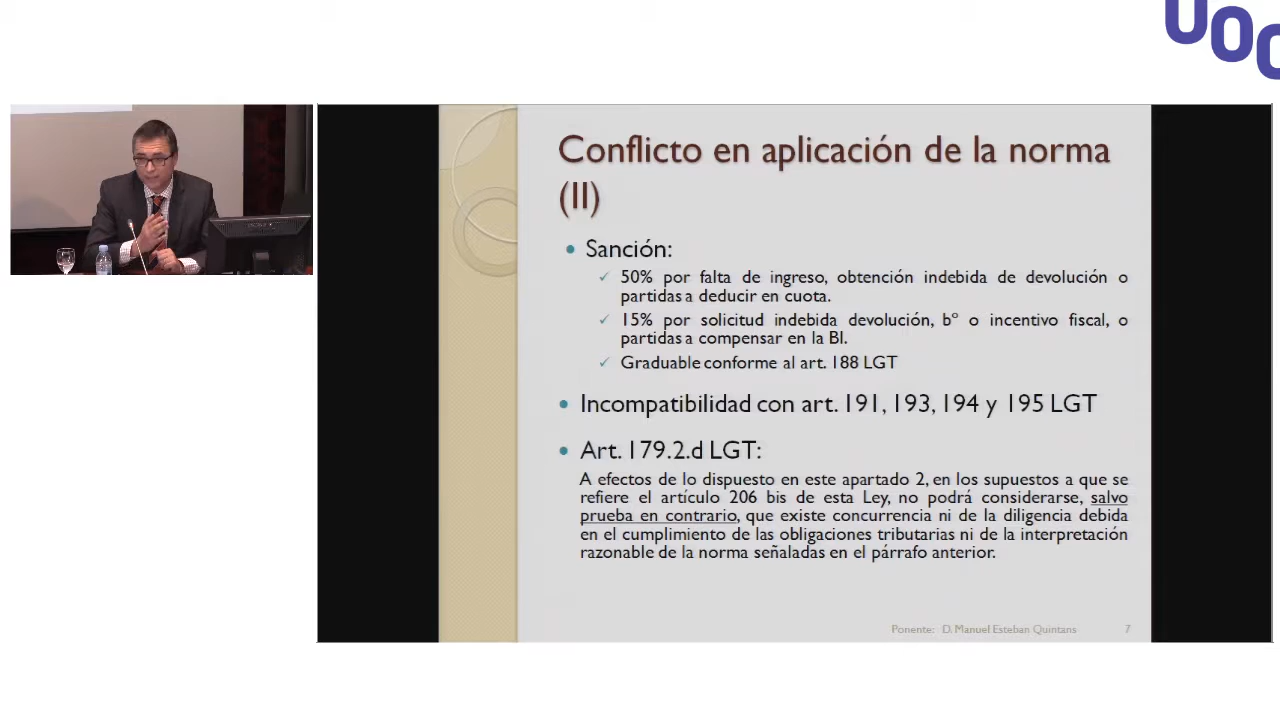 UOC
Conflicto en aplicación de la norma
(II)
• Sanción:
✓ 50% por falta de ingreso, obtención indebida de devolución o
partidas a deducir en cuota.
✓ 15% por solicitud indebida devolución, bº o incentivo fiscal, o
partidas a compensar en la BI.
✓ Graduable conforme al art. 188 LGT
• Incompatibilidad con art. 191, 193, 194 y 195 LGT
• Art. 179.2.d LGT:
A efectos de lo dispuesto en este apartado 2, en los supuestos a que se
refiere el artículo 206 bis de esta Ley, no podrá considerarse, salvo
prueba en contrario, que existe concurrencia ni de la diligencia debida
en el cumplimiento de las obligaciones tributarias ni de la interpretación
razonable de la norma señaladas en el párrafo anterior.
Ponente: D. Manuel Esteban Quintans 7